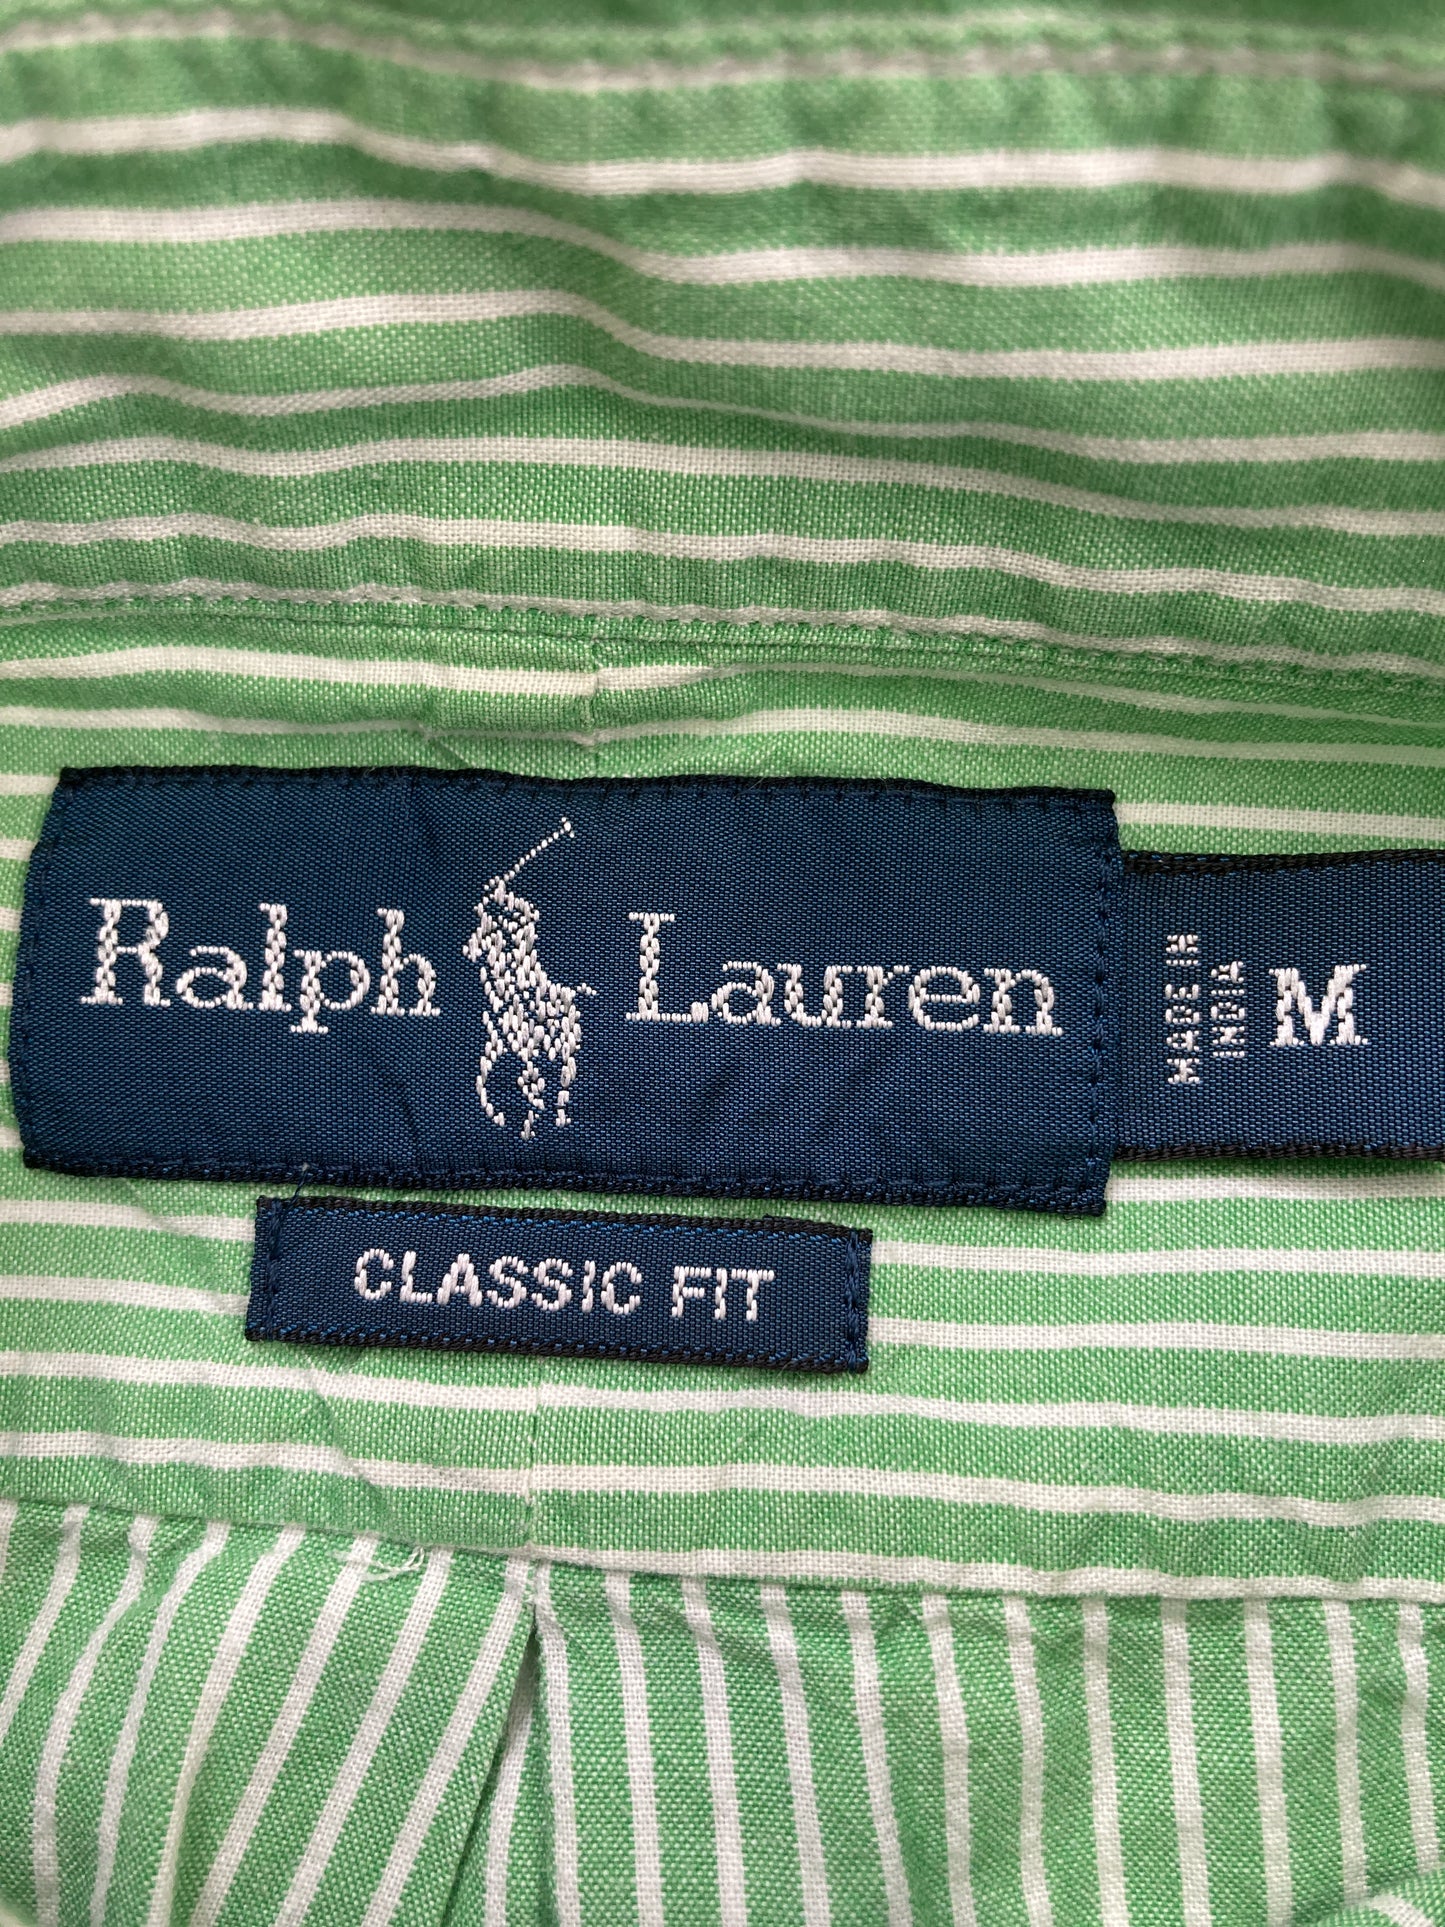 Ralph Lauren
MADE IN
INDIA
M
CLASSIC FIT